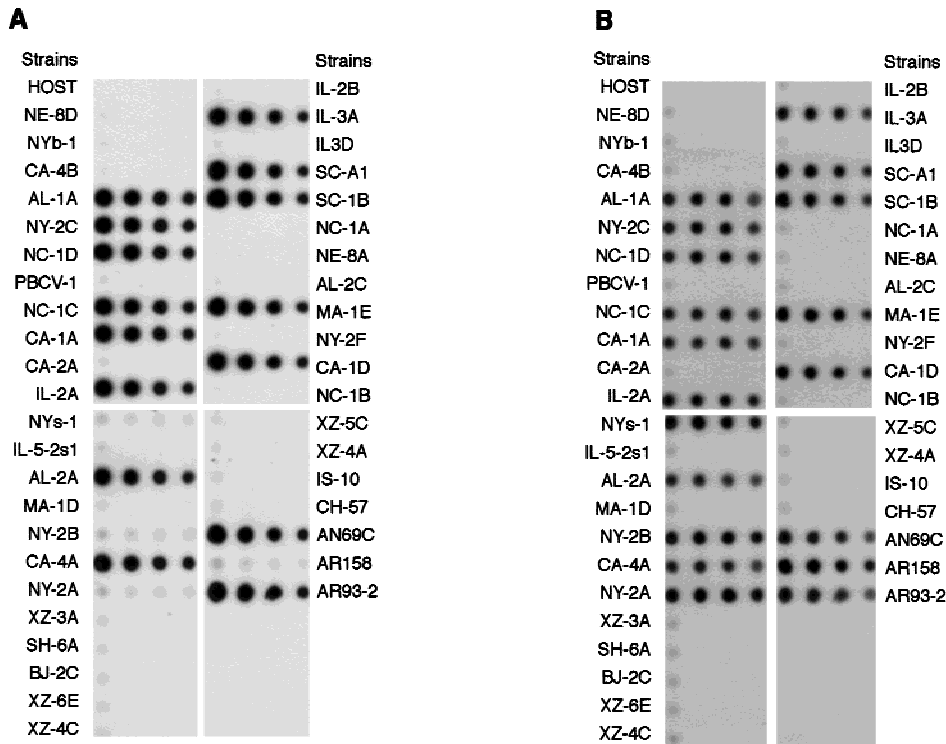 A
Strains
HOST
NE-8D
NYb-1
CA-4B
AL-1A
NY-2C
NC-1D
PBCV-1
NC-1C
CA-1A
CA-2A
IL-2A
NYs-1
IL-5-2s1
AL-2A
MA-1D
NY-2B
CA-4A
NY-2A
XZ-3A
SH-6A
BJ-2C
XZ-6E
XZ-4C
Strains
IL-2B
IL-3A
IL3D
SC-A1
SC-1B
NC-1A
NE-8A
AL-2C
MA-1E
NY-2F
CA-1D
NC-1B
XZ-5C
XZ-4A
IS-10
CH-57
AN69C
AR158
AR93-2
B
Strains
HOST
NE-8D
NYb-1
CA-4B
AL-1A
NY-2C
NC-1D
PBCV-1
NC-1C
CA-1A
CA-2A
IL-2A
NYs-1
IL-5-2s1
AL-2A
MA-1D
NY-2B
CA-4A
NY-2A
XZ-3A
SH-6A
BJ-2C
XZ-6E
XZ-4C
Strains
IL-2B
IL-3A
IL3D
SC-A1
SC-1B
NC-1A
NE-8A
AL-2C
MA-1E
NY-2F
CA-1D
NC-1B
XZ-5C
XZ-4A
IS-10
CH-57
AN69C
AR158
AR93-2